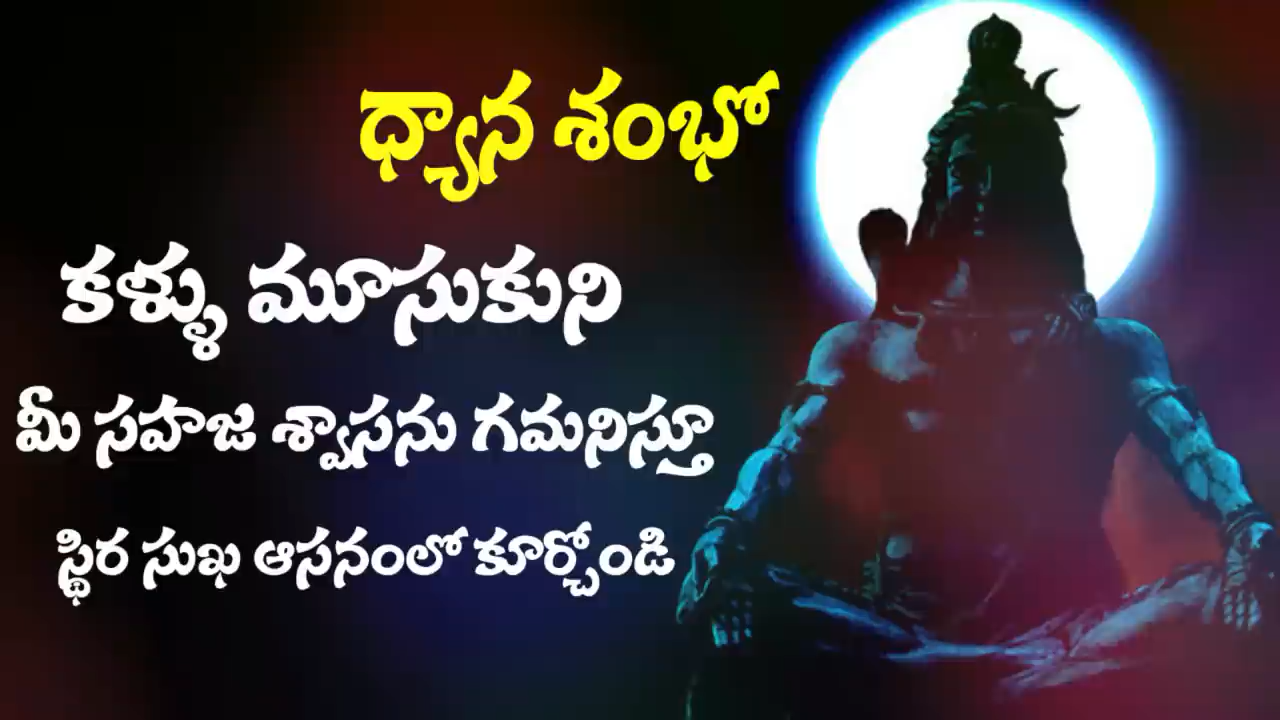 ధ్యాన శంభో
కళ్ళు మూసుకుని
మీ సహజ శ్వాసను గమనిస్తూ
స్థిర సుఖ ఆసనంలో కూర్చోండి